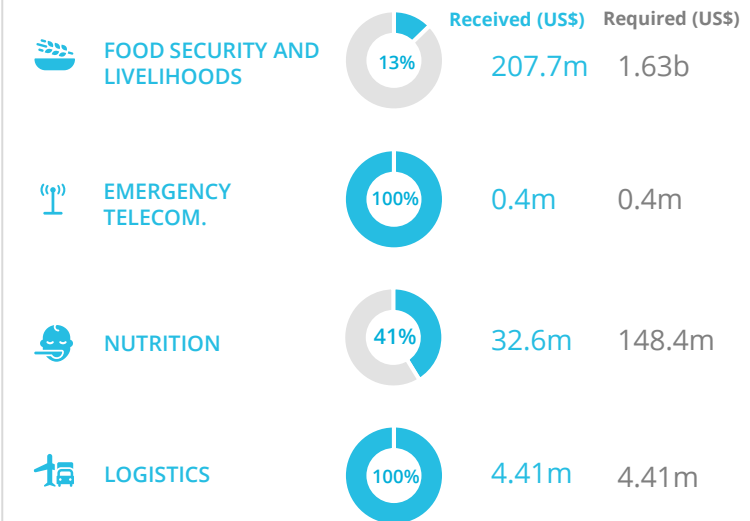 Received (US$) Required (US$)
FOOD SECURITY AND
LIVELIHOODS
13%
207.7m 1.63b
EMERGENCY
TELECOM.
100%
0.4m 0.4m
NUTRITION
41%
32.6m 148.4m
LOGISTICS
100%
4.41m 4.41m